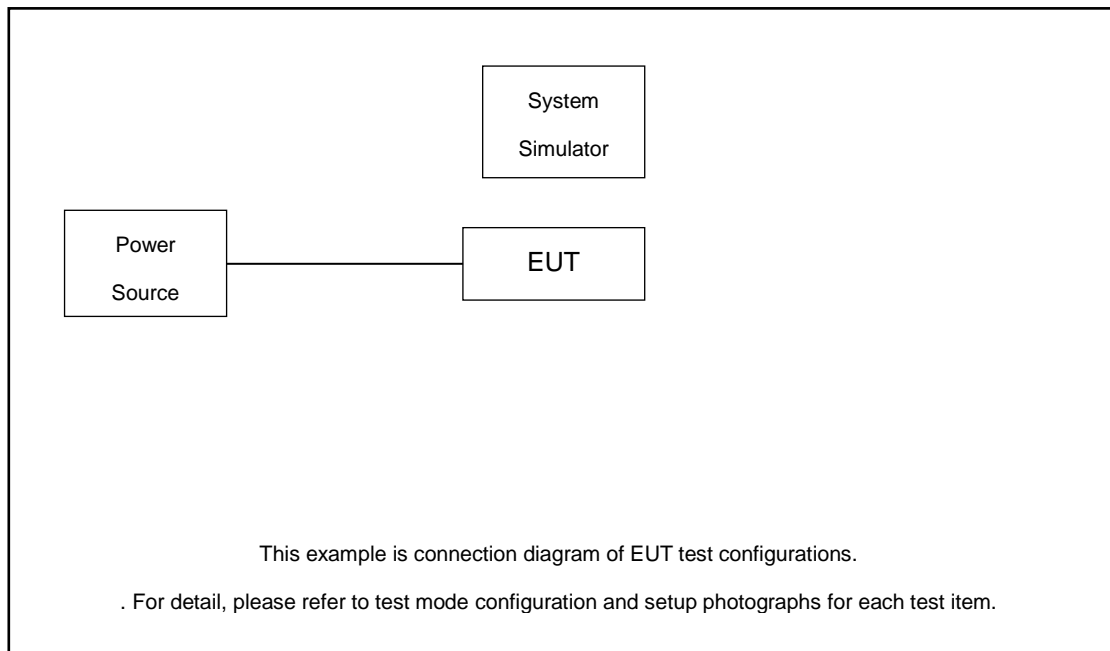 System
Simulator
Power
Source
EUT
This example is connection diagram of EUT test configurations.
. For detail, please refer to test mode configuration and setup photographs for each test item.